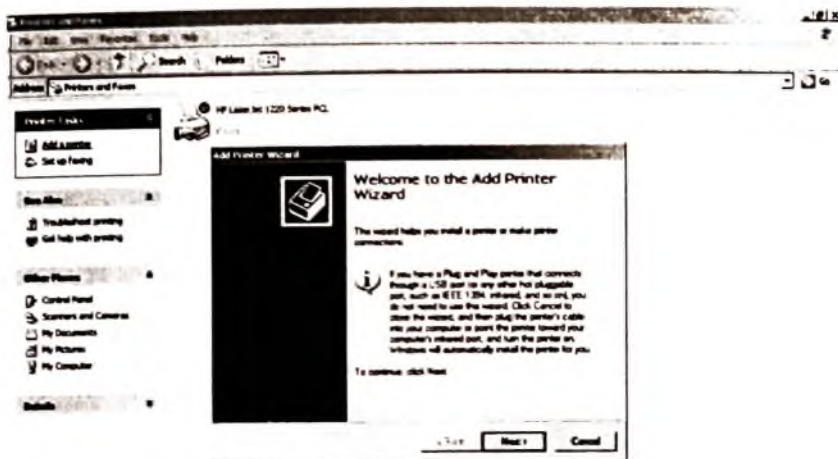 Printers and Faxes
File Edit View Favorites Tools Help
Back Search Folders
Address Printers and Faxes Go
HP LaserJet 1220 Series PCL
Printer Tasks
Add a printer
Set up faxing
See Also
Troubleshoot printing
Get help with printing
Other Places
Control Panel
Scanners and Cameras
My Documents
My Pictures
My Computer
Details
Add Printer Wizard
Welcome to the Add Printer
Wizard
This wizard helps you install a printer or make printer
connections.
If you have a Plug and Play printer that connects
through a USB port (or any other hot pluggable
port, such as IEEE 1394, infrared, and so on), you
do not need to use this wizard. Click Cancel to
close the wizard, and then plug the printer's cable
into your computer or point the printer toward your
computer's infrared port, and turn the printer on.
Windows will automatically install the printer for you.
To continue, click Next.
< Back Next > Cancel